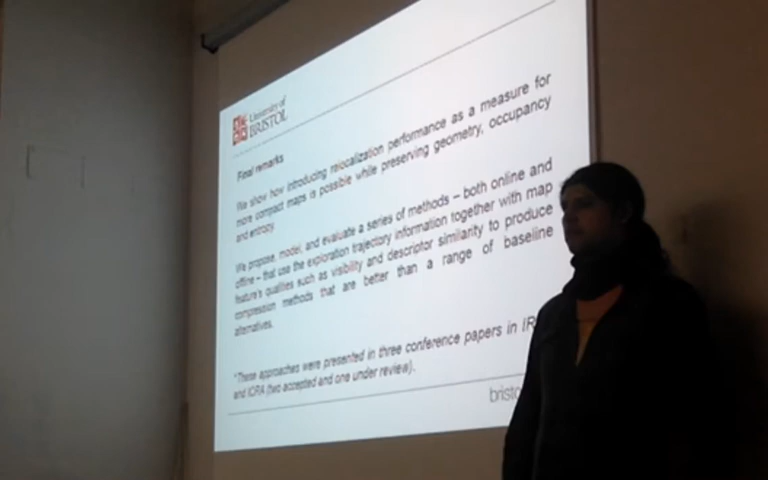 University of
BRISTOL
Final remarks
We show how introducing relocalization performance as a measure for
more compact maps is possible while preserving geometry, occupancy
and entropy.
We propose, model, and evaluate a series of methods – both online and
offline – that use the exploration trajectory information together with map
feature's qualities such as visibility and descriptor similarity to produce
compression methods that are better than a range of baseline
alternatives.
*These approaches were presented in three conference papers in
and ICRA (two accepted and one under review).